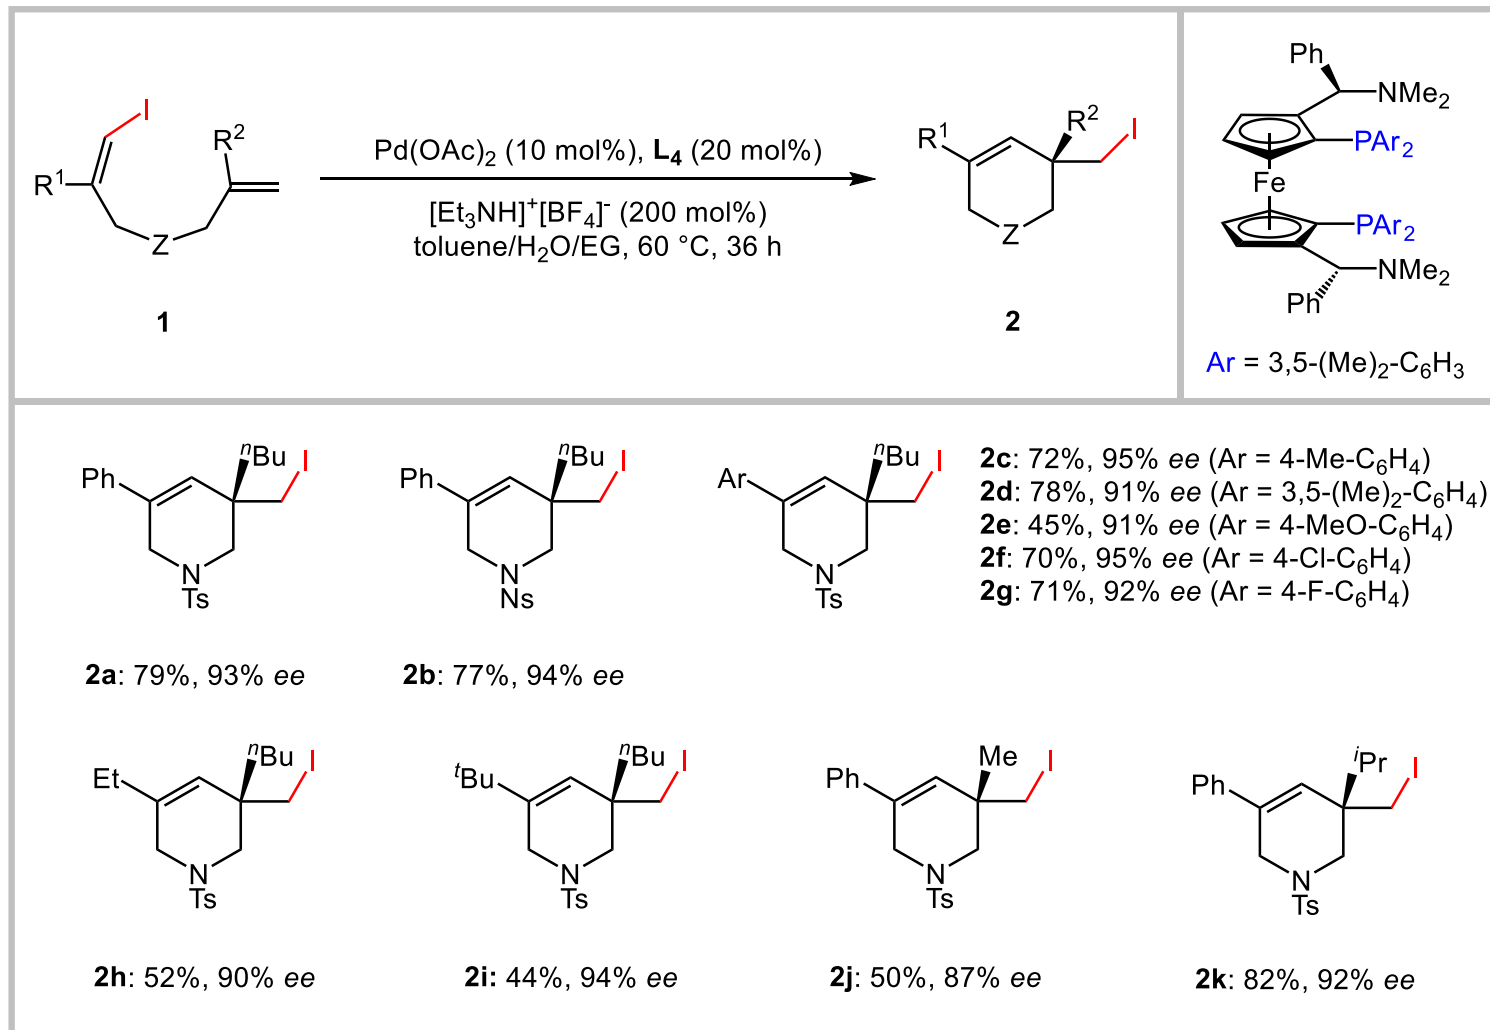 I
R1
R2
Z
1
Pd(OAc)2 (10 mol%), L4 (20 mol%)
[Et3NH]+[BF4]- (200 mol%)
toluene/H2O/EG, 60 °C, 36 h
R1
R2
I
Z
2
Ph
NMe2
PAr2
Fe
PAr2
NMe2
Ph
Ar = 3,5-(Me)2-C6H3
Ph
nBu
I
N
Ts
2a: 79%, 93% ee
Ph
nBu
I
N
Ns
2b: 77%, 94% ee
Ar
nBu
I
N
Ts
2c: 72%, 95% ee (Ar = 4-Me-C6H4)
2d: 78%, 91% ee (Ar = 3,5-(Me)2-C6H4)
2e: 45%, 91% ee (Ar = 4-MeO-C6H4)
2f: 70%, 95% ee (Ar = 4-Cl-C6H4)
2g: 71%, 92% ee (Ar = 4-F-C6H4)
Et
nBu
I
N
Ts
2h: 52%, 90% ee
tBu
nBu
I
N
Ts
2i: 44%, 94% ee
Ph
Me
I
N
Ts
2j: 50%, 87% ee
Ph
iPr
I
N
Ts
2k: 82%, 92% ee